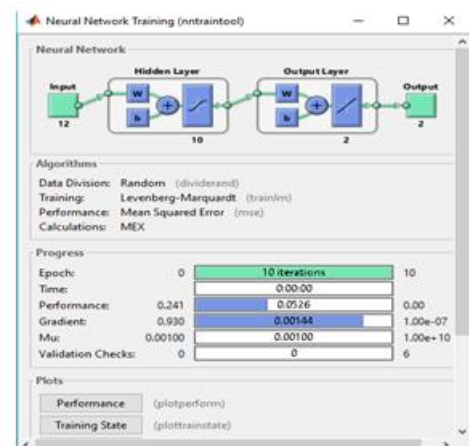 Neural Network Training (nntraintool)
Neural Network
Hidden Layer
Output Layer
Input
Output
W
b
W
b
12
10
2
2
Algorithms
Data Division: Random (dividerand)
Training: Levenberg-Marquardt (trainlm)
Performance: Mean Squared Error (mse)
Calculations: MEX
Progress
Epoch: 0 10 iterations 10
Time: 0:00:00
Performance: 0.241 0.0526 0.00
Gradient: 0.930 0.00144 1.00e-07
Mu: 0.00100 0.00100 1.00e+10
Validation Checks: 0 0 6
Plots
Performance (plotperform)
Training State (plottrainstate)